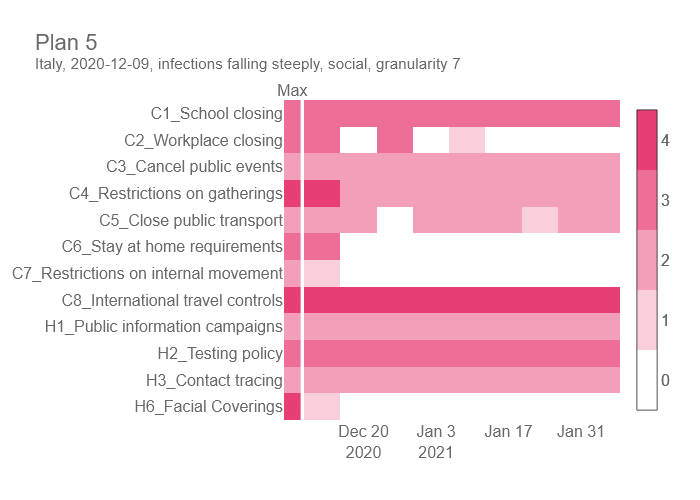 Plan 5
Italy, 2020-12-09, infections falling steeply, social, granularity 7
Max
C1_School closing
C2_Workplace closing
C3_Cancel public events
C4_Restrictions on gatherings
C5_Close public transport
C6_Stay at home requirements
C7_Restrictions on internal movement
C8_International travel controls
H1_Public information campaigns
H2_Testing policy
H3_Contact tracing
H6_Facial Coverings
4
3
2
1
0
Dec 20 Jan 3 Jan 17 Jan 31
2020 2021